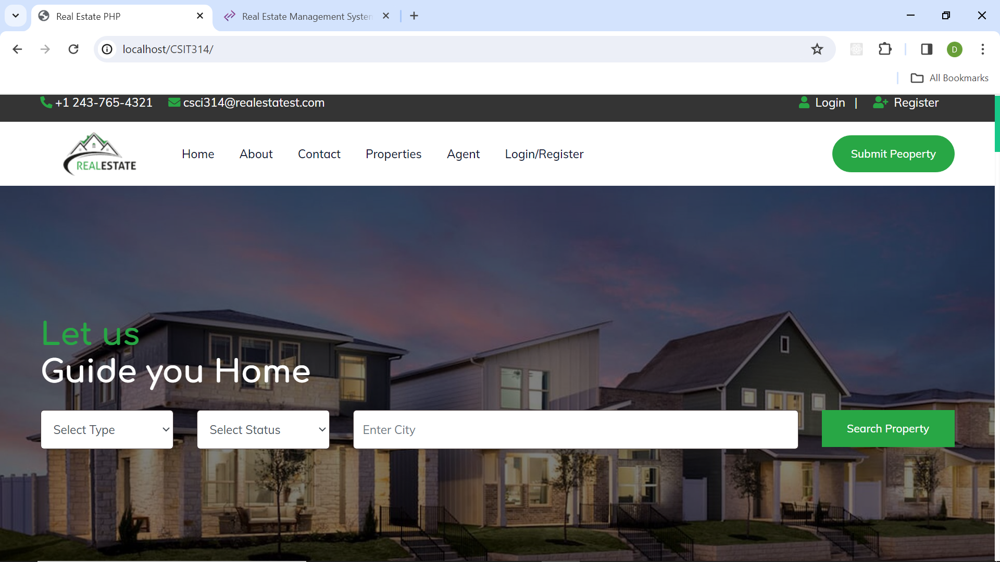 Real Estate PHP
Real Estate Management System
localhost/CSIT314/
D
All Bookmarks
+1 243-765-4321 csci314@realestatest.com Login | Register
REALESTATE
Home About Contact Properties Agent Login/Register
Submit Peoperty
Let us
Guide you Home
Select Type Select Status Enter City Search Property